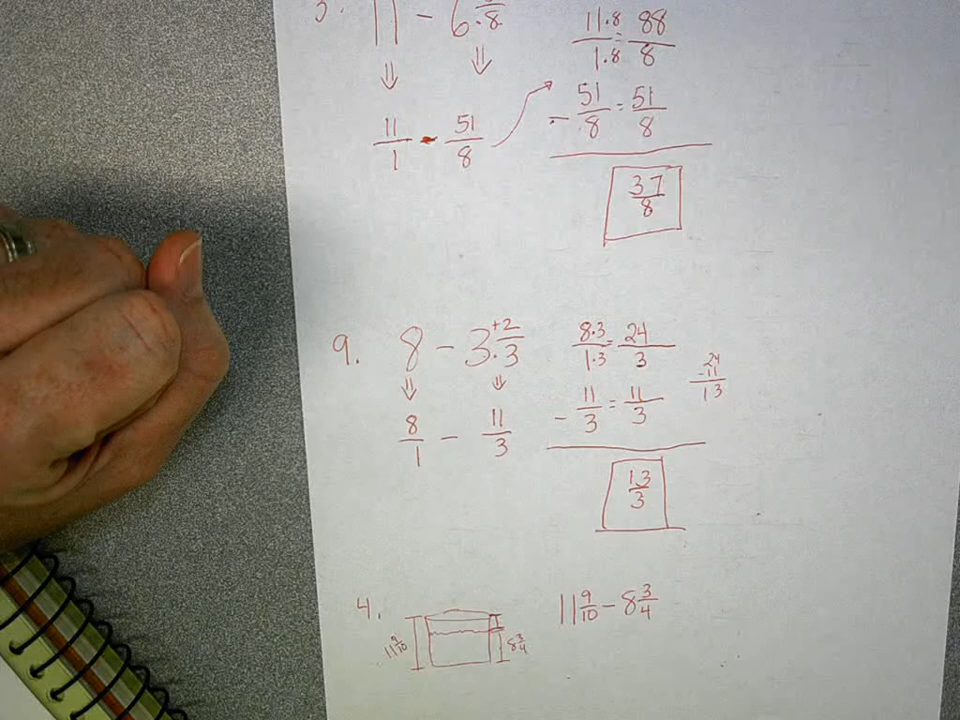 11 - 6 3/8
11·8/1·8 = 88/8
- 51/8 = 51/8
11/1 - 51/8
37/8
9. 8 - 3 +2/·3
8·3/1·3 = 24/3
24
-11
13
- 11/3 = 11/3
8/1 - 11/3
13/3
4.
11 9/10 - 8 3/4
11 9/10
8 3/4